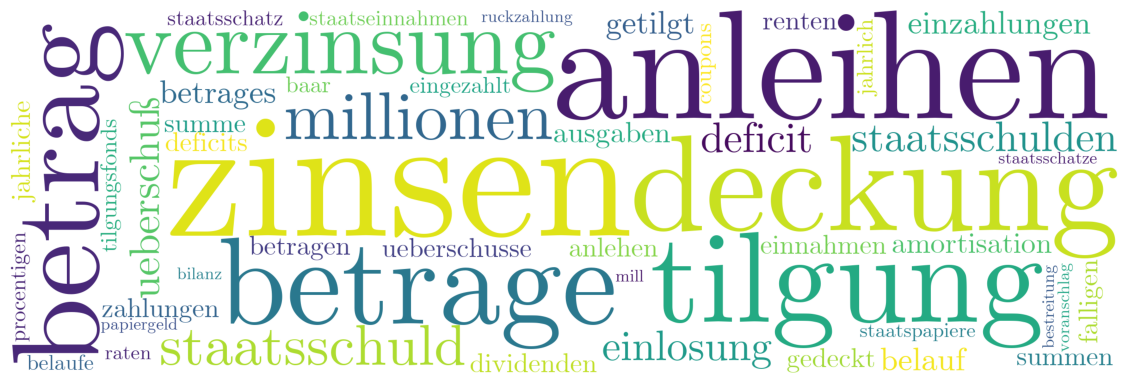 staatsschatz
staatseinnahmen
ruckzahlung
getilgt
renten
einzahlungen
verzinsung
anleihen
coupons
jahrlich
betrag
betrages
baar
eingezahlt
millionen
summe
ausgaben
deficit
staatsschulden
deficits
jahrliche
tilgungsfonds
ueberschuß
zinsen
deckung
staatsschatze
betragen
ueberschusse
anlehen
einnahmen
amortisation
procentigen
bilanz
betrage
mill
tilgung
bestreitung
voranschlag
falligen
zahlungen
papiergeld
staatspapiere
belaufe
raten
staatsschuld
dividenden
einlosung
gedeckt
belauf
summen